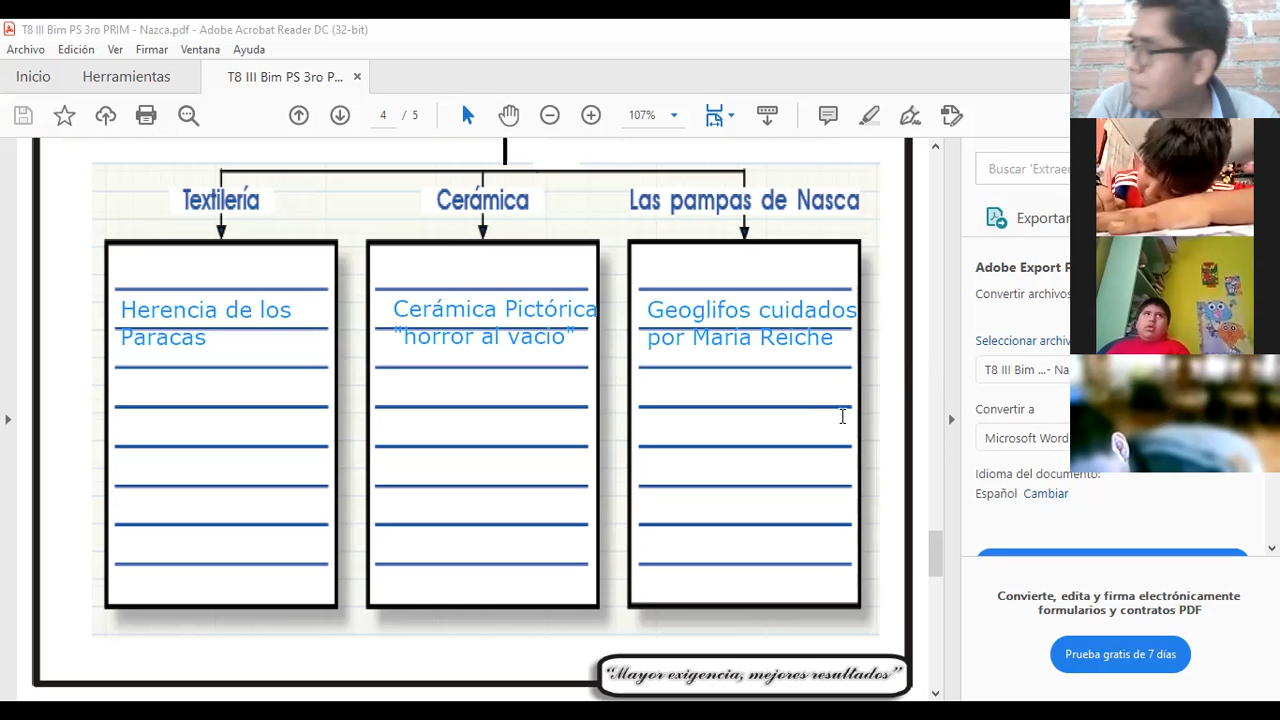 T8 III Bim PS 3ro PRIM - Nazca.pdf - Adobe Acrobat Reader DC (32-bit)
Archivo Edición Ver Firmar Ventana Ayuda
Inicio Herramientas T8 III Bim PS 3ro P... ×
4 / 5 107%
Buscar 'Extraer
Exportar
Adobe Export P
Convertir archivos
Seleccionar archiv
T8 III Bim ...- Na
Convertir a
Microsoft Word
Idioma del documento:
Español Cambiar
Convierte, edita y firma electrónicamente
formularios y contratos PDF
Prueba gratis de 7 días
Textilería Cerámica Las pampas de Nasca
Herencia de los
Paracas
Cerámica Pictórica
"horror al vacio"
Geoglifos cuidados
por Maria Reiche
"Mayor exigencia, mejores resultados"